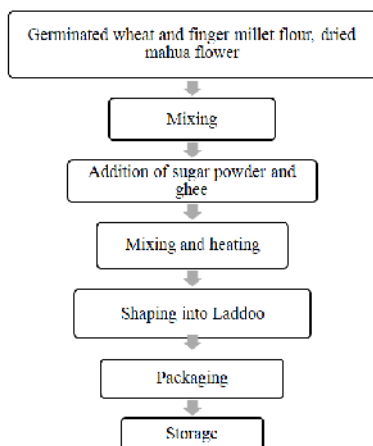 Germinated wheat and finger millet flour, dried
mahua flower
Mixing
Addition of sugar powder and
ghee
Mixing and heating
Shaping into Laddoo
Packaging
Storage